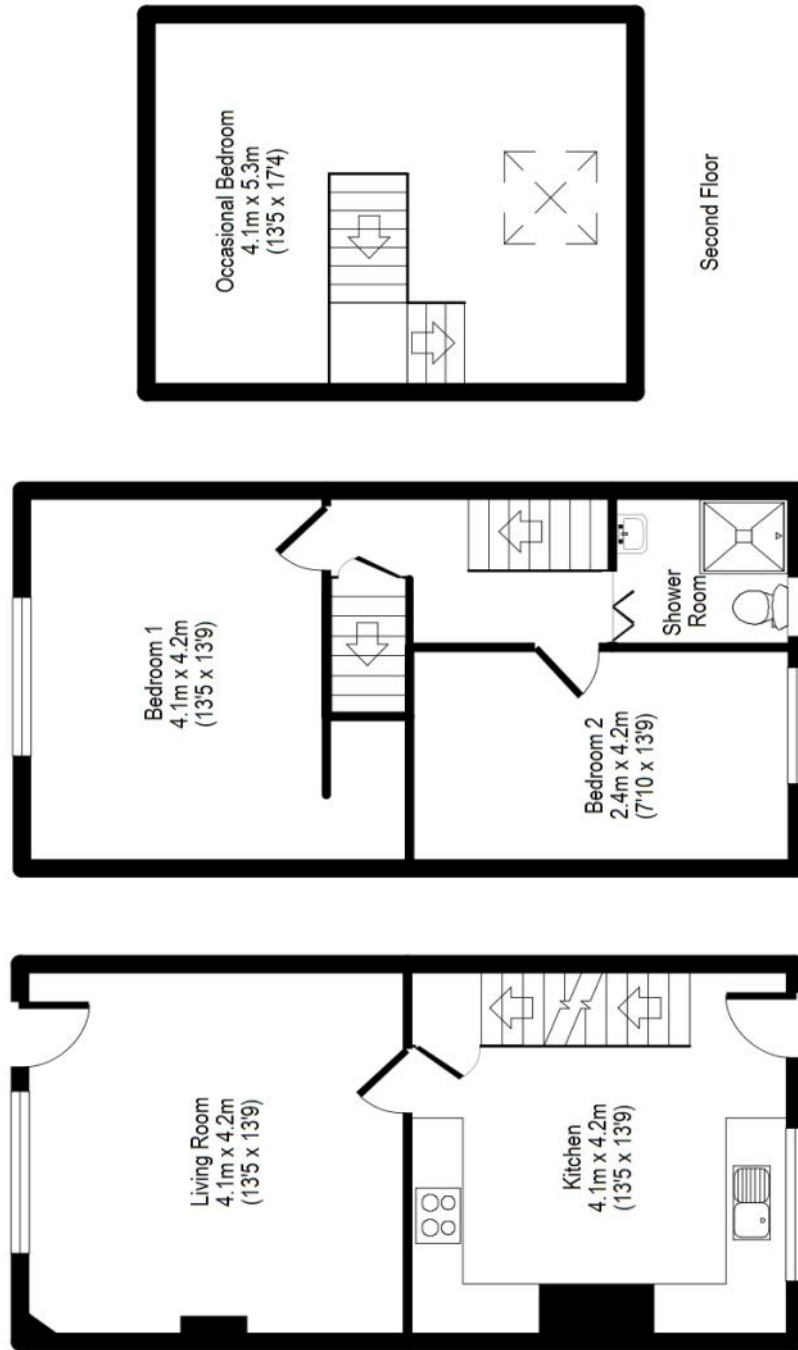 Living Room
4.1m x 4.2m
(13'5 x 13'9)
Kitchen
4.1m x 4.2m
(13'5 x 13'9)
Bedroom 1
4.1m x 4.2m
(13'5 x 13'9)
Bedroom 2
2.4m x 4.2m
(7'10 x 13'9)
Shower
Room
Occasional Bedroom
4.1m x 5.3m
(13'5 x 17'4)
Second Floor